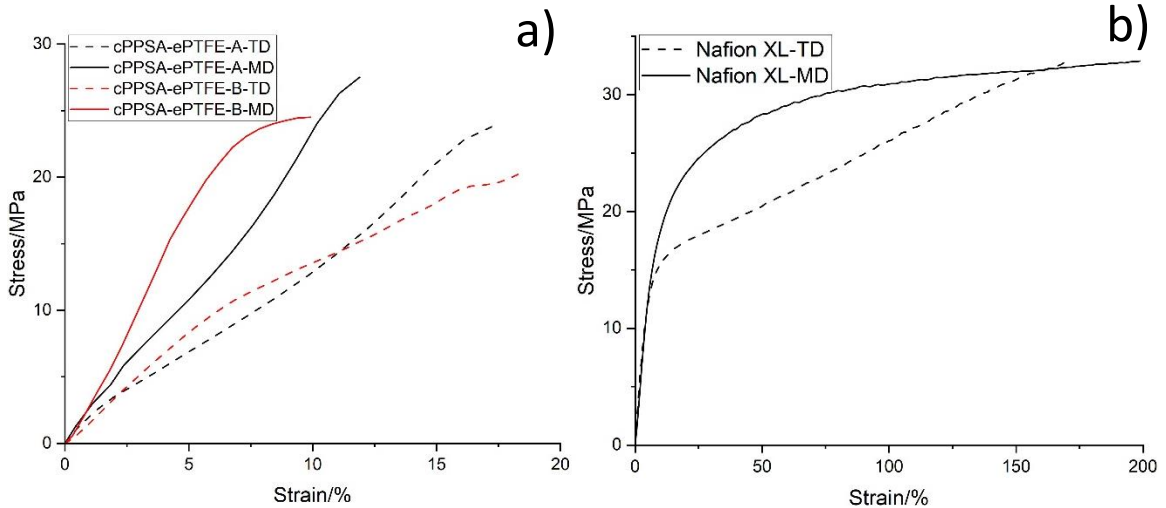 a)
cPPSA-ePTFE-A-TD
cPPSA-ePTFE-A-MD
cPPSA-ePTFE-B-TD
cPPSA-ePTFE-B-MD
30
20
10
0
Stress/MPa
0 5 10 15 20
Strain/%
b)
Nafion XL-TD
Nafion XL-MD
30
20
33
0
Stress/MPa
0 50 100 150 200
Strain/%